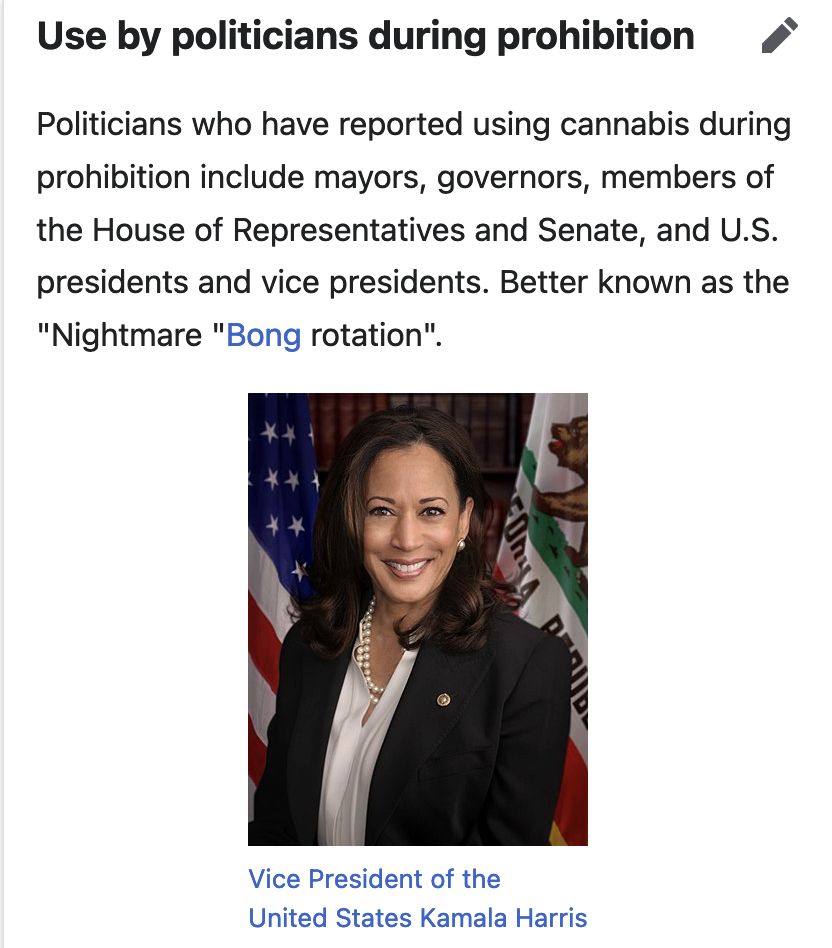 Use by politicians during prohibition
Politicians who have reported using cannabis during
prohibition include mayors, governors, members of
the House of Representatives and Senate, and U.S.
presidents and vice presidents. Better known as the
"Nightmare "Bong rotation".
Vice President of the
United States Kamala Harris